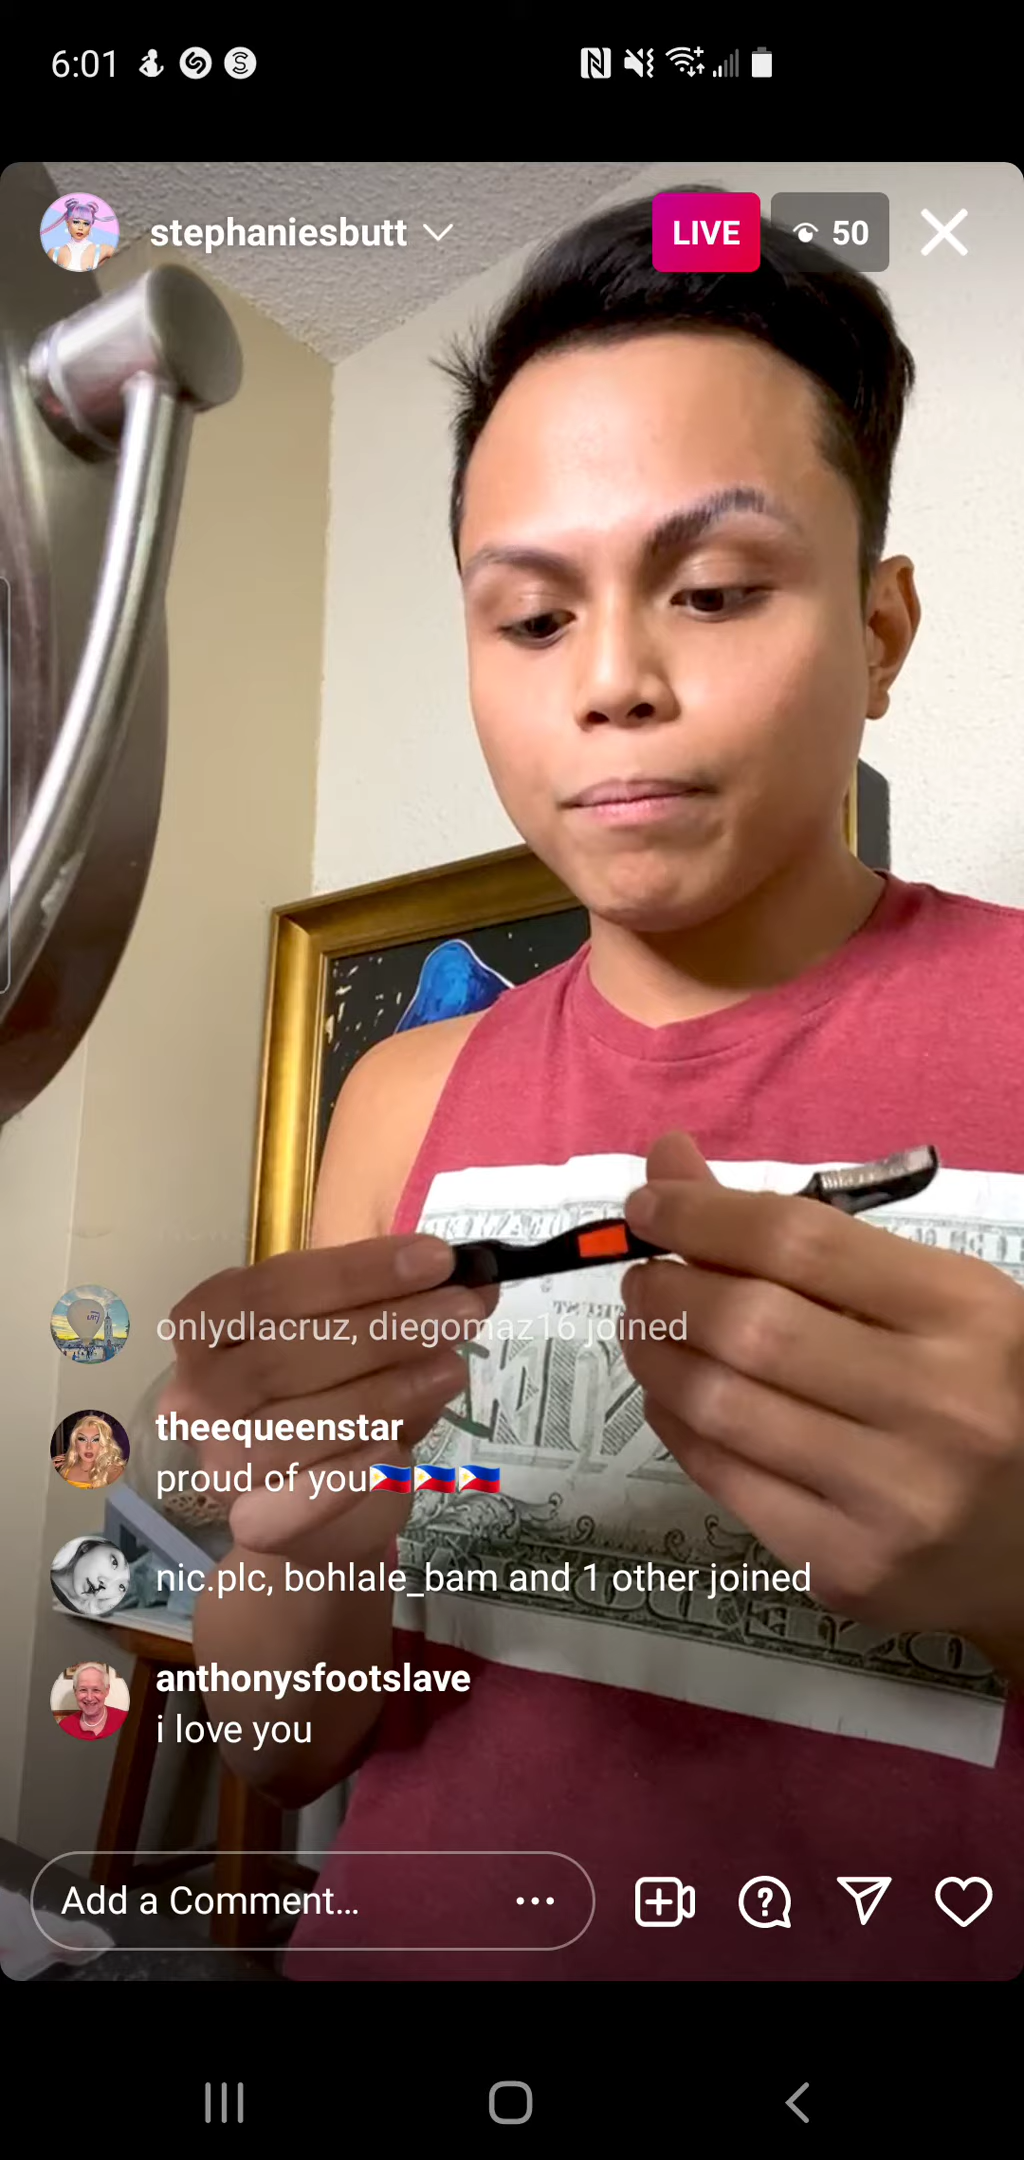 6:01
stephaniesbutt
LIVE
50
onlydlacruz, diegomaz16 joined
theequeenstar
proud of you🇵🇭🇵🇭🇵🇭
nic.plc, bohlale_bam and 1 other joined
anthonysfootslave
i love you
Add a Comment...